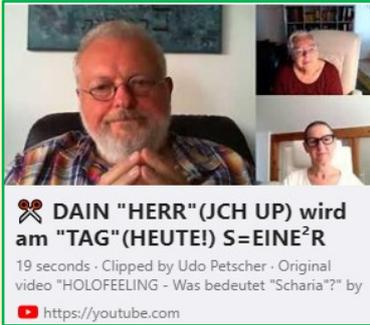 DAIN "HERR"(JCH UP) wird
am "TAG"(HEUTE!) S=EINE²R
19 seconds · Clipped by Udo Petscher · Original
video "HOLOFEELING - Was bedeutet "Scharia"?" by
https://youtube.com